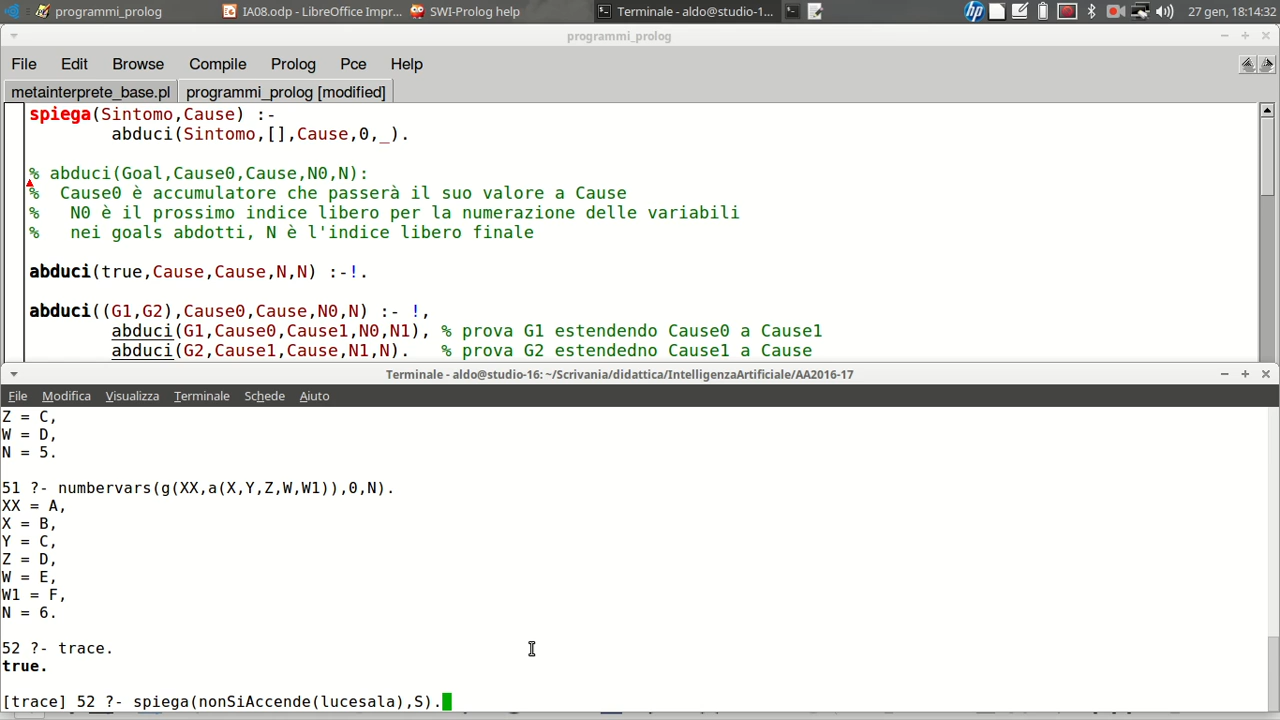 programmi_prolog
IA08.odp - LibreOffice Impr...
SWI-Prolog help
Terminale - aldo@studio-1...
27 gen, 18:14:32
programmi_prolog
File Edit Browse Compile Prolog Pce Help
metainterprete_base.pl programmi_prolog [modified]
spiega(Sintomo,Cause) :-
abduci(Sintomo,[],Cause,0,_).
% abduci(Goal,Cause0,Cause,N0,N):
% Cause0 è accumulatore che passerà il suo valore a Cause
% N0 è il prossimo indice libero per la numerazione delle variabili
% nei goals abdotti, N è l'indice libero finale
abduci(true,Cause,Cause,N,N) :-!.
abduci((G1,G2),Cause0,Cause,N0,N) :- !,
abduci(G1,Cause0,Cause1,N0,N1), % prova G1 estendendo Cause0 a Cause1
abduci(G2,Cause1,Cause,N1,N). % prova G2 estendedno Cause1 a Cause
Terminale - aldo@studio-16: ~/Scrivania/didattica/IntelligenzaArtificiale/AA2016-17
File Modifica Visualizza Terminale Schede Aiuto
Z = C,
W = D,
N = 5.
51 ?- numbervars(g(XX,a(X,Y,Z,W,W1)),0,N).
XX = A,
X = B,
Y = C,
Z = D,
W = E,
W1 = F,
N = 6.
52 ?- trace.
true.
[trace] 52 ?- spiega(nonSiAccende(lucesala),S).